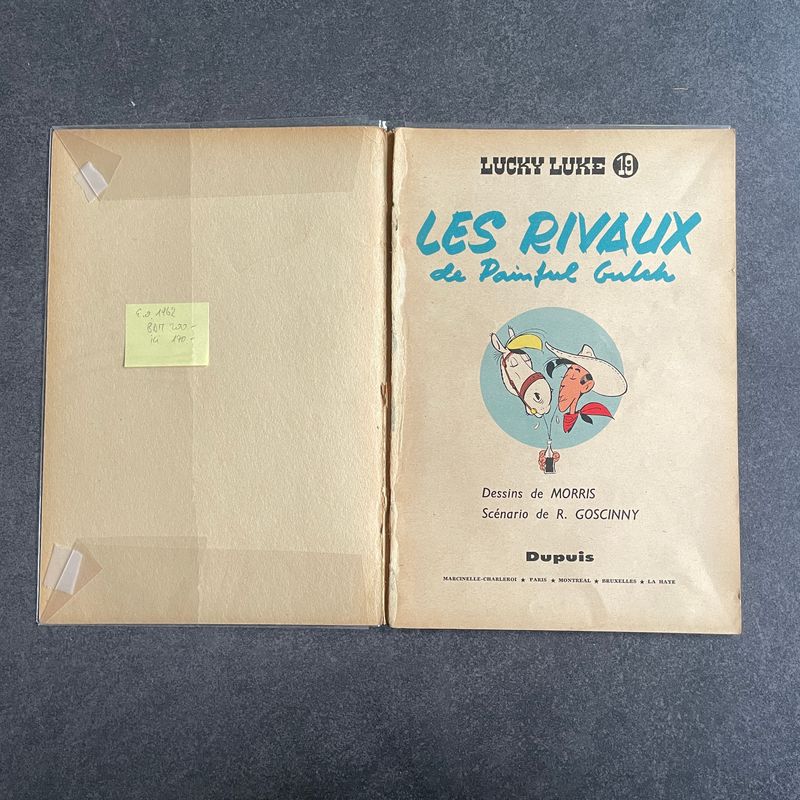 E.O 1962
BDM 200-
ici 170-
LUCKY LUKE 19
LES RIVAUX
de Painful Gulch
Dessins de MORRIS
Scénario de R. GOSCINNY
Dupuis
MARCINELLE-CHARLEROI ★ PARIS ★ MONTREAL ★ BRUXELLES ★ LA HAYE